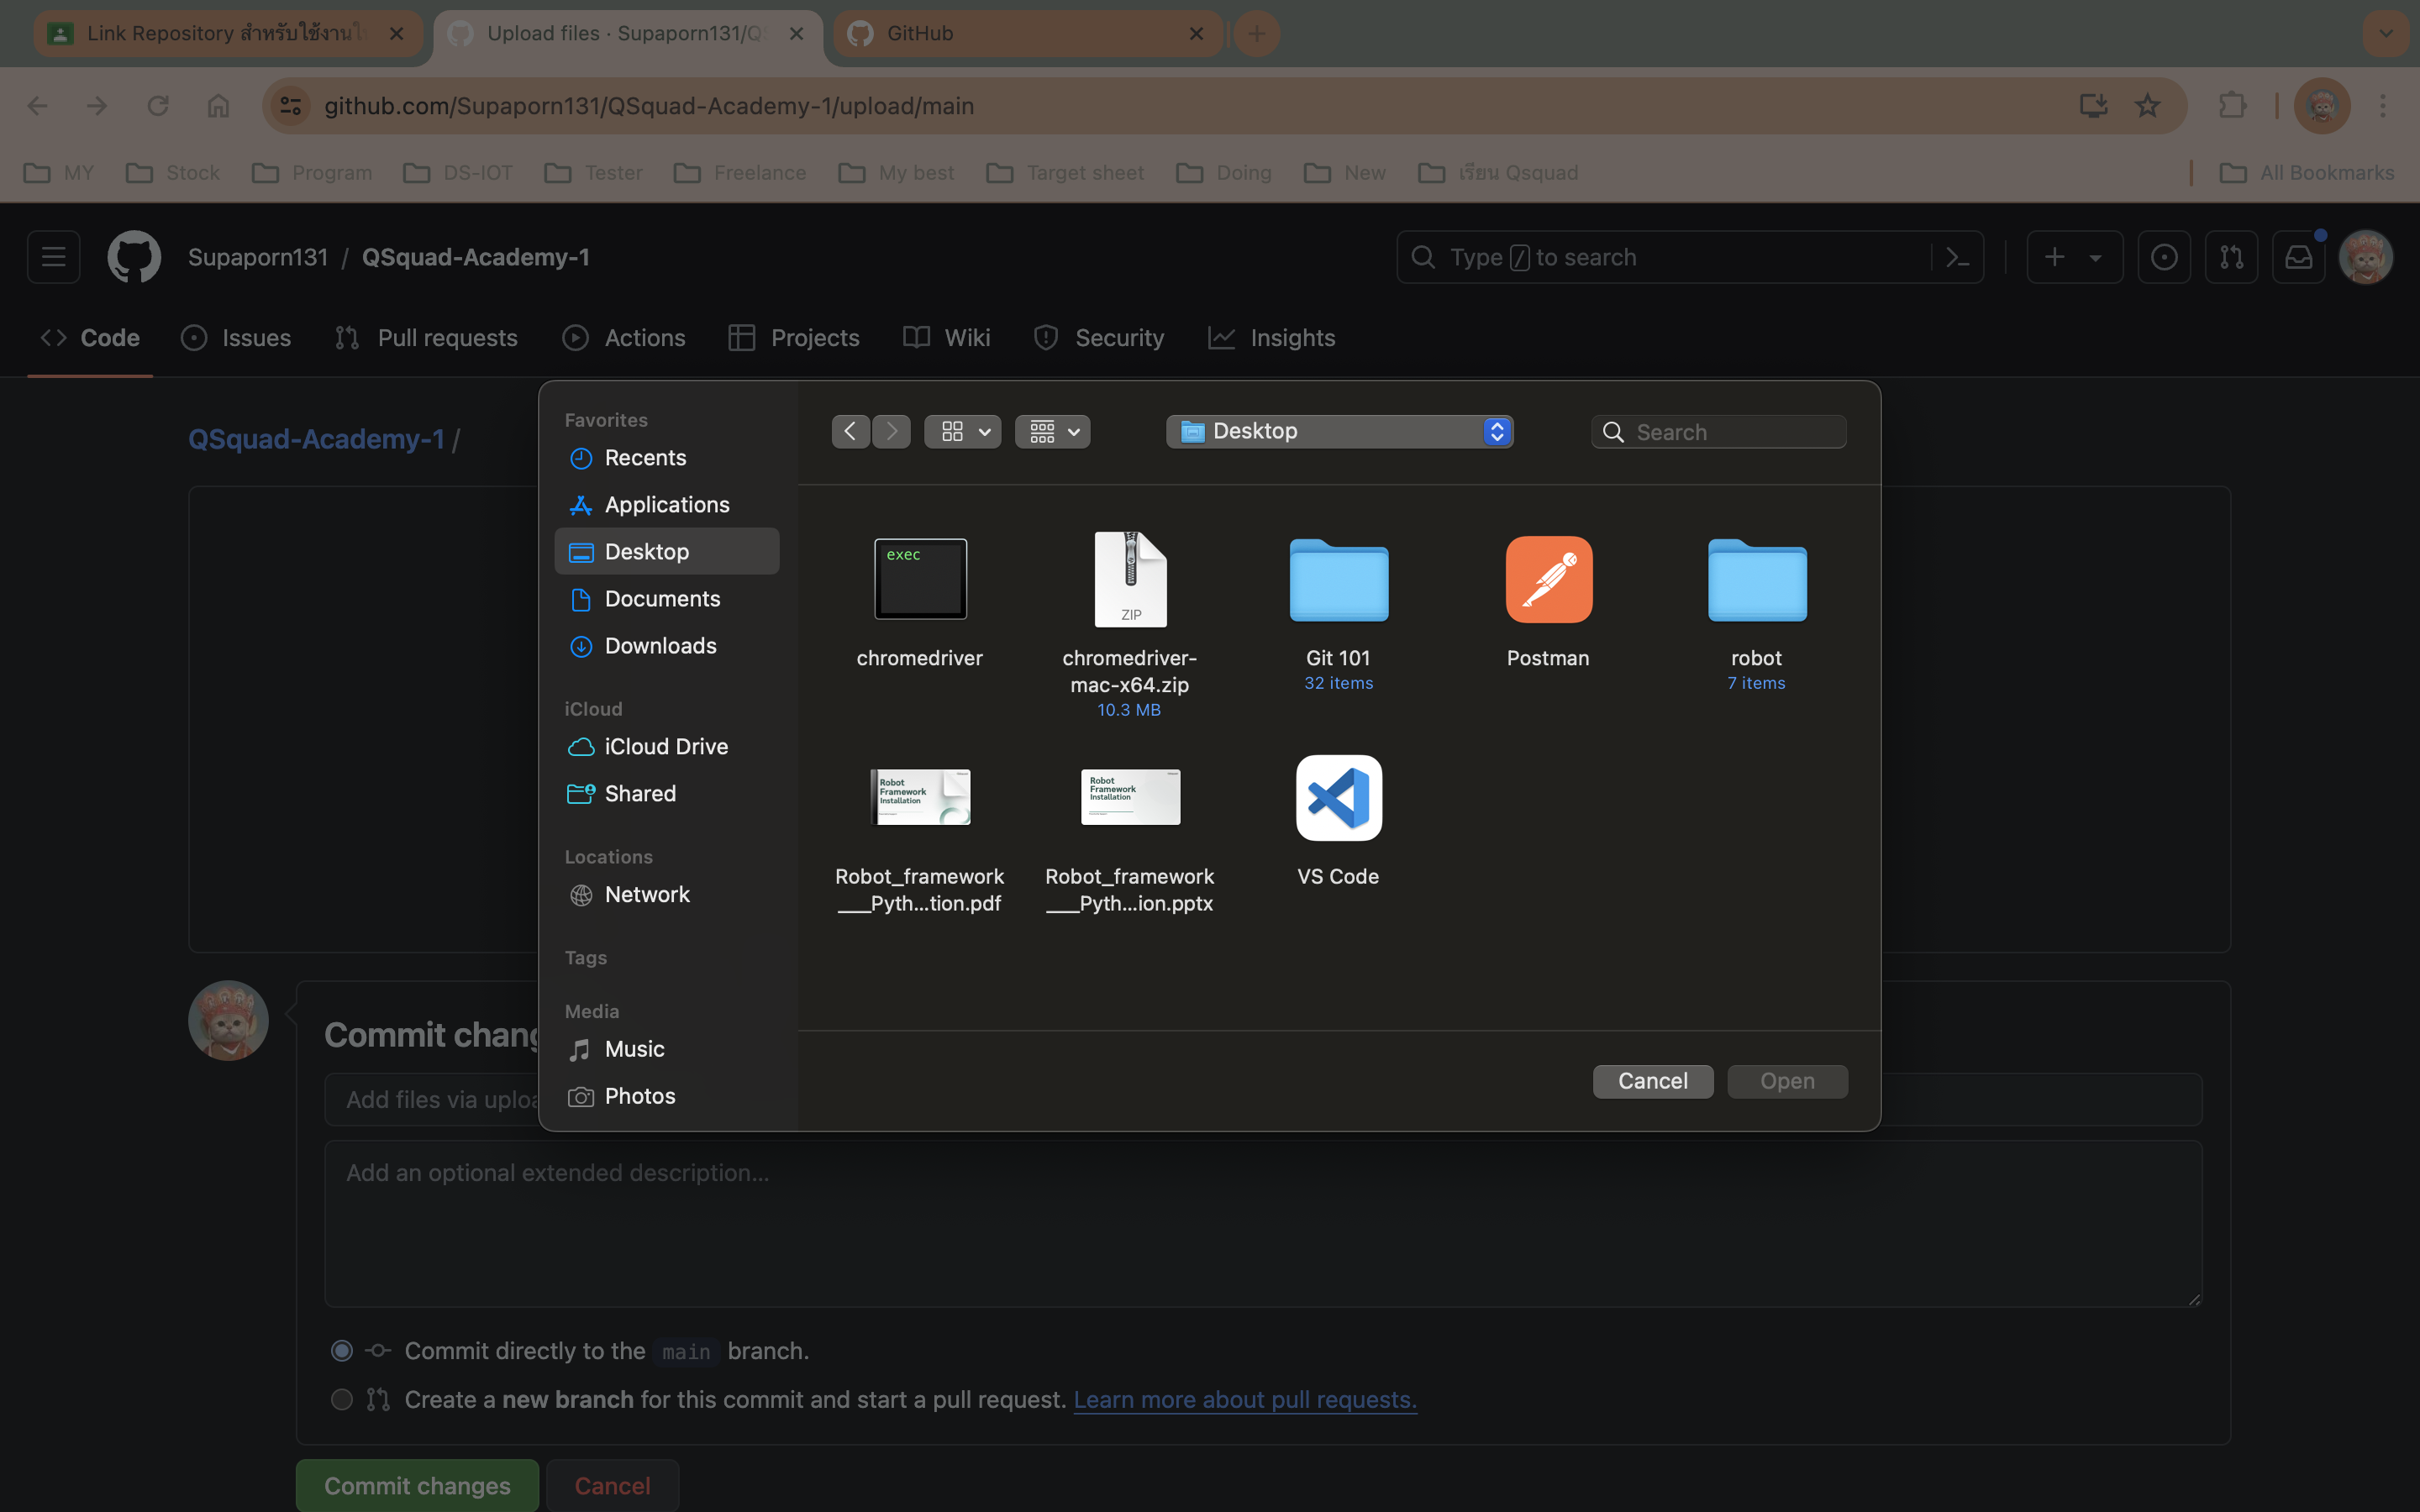 Link Repository สำหรับใช้งานใ
Upload files · Supaporn131/QS
GitHub
github.com/Supaporn131/QSquad-Academy-1/upload/main
MY
Stock
Program
DS-IOT
Tester
Freelance
My best
Target sheet
Doing
New
เรียน Qsquad
All Bookmarks
Supaporn131 / QSquad-Academy-1
Type / to search
Code
Issues
Pull requests
Actions
Projects
Wiki
Security
Insights
QSquad-Academy-1 /
Favorites
Recents
Applications
Desktop
Documents
Downloads
iCloud
iCloud Drive
Shared
Locations
Network
Tags
Media
Music
Photos
Desktop
Search
exec
chromedriver
ZIP
chromedriver-
mac-x64.zip
10.3 MB
Git 101
32 items
Postman
robot
7 items
Robot
Framework
Installation
Robot_framework
___Pyth...tion.pdf
Robot
Framework
Installation
Robot_framework
___Pyth...ion.pptx
VS Code
Cancel
Open
Commit chang
Add files via uploa
Add an optional extended description...
Commit directly to the main branch.
Create a new branch for this commit and start a pull request. Learn more about pull requests.
Commit changes
Cancel